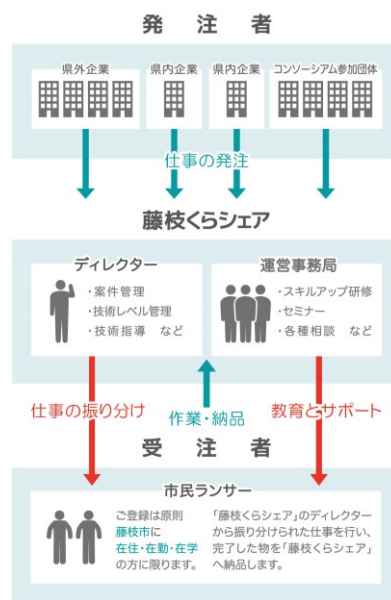 発注者
県外企業
県内企業
県内企業
コンソーシアム参加団体
仕事の発注
藤枝くらシェア
ディレクター
・案件管理
・技術レベル管理
・技術指導 など
運営事務局
・スキルアップ研修
・セミナー
・各種相談 など
仕事の振り分け
作業・納品
教育とサポート
受注者
市民ランサー
ご登録は原則
藤枝市に
在住・在勤・在学
の方に限ります。
「藤枝くらシェア」のディレクター
から振り分けられた仕事を行い、
完了した物を「藤枝くらシェア」
へ納品します。